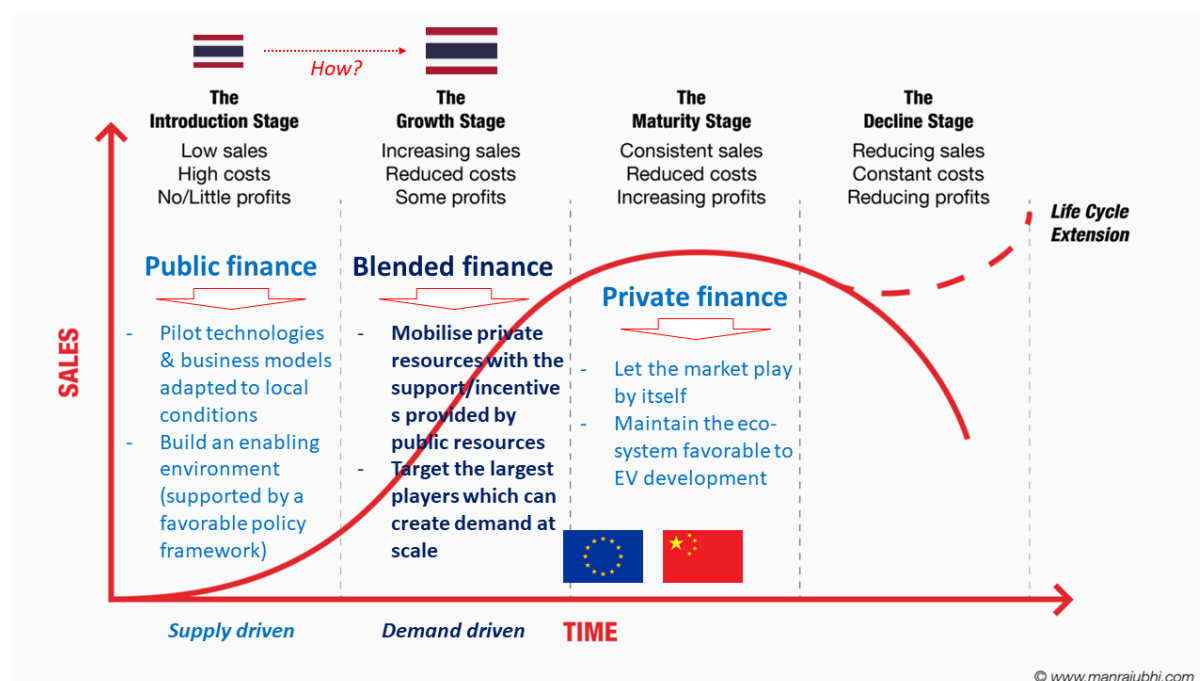 How?
The
Introduction Stage
Low sales
High costs
No/Little profits
The
Growth Stage
Increasing sales
Reduced costs
Some profits
The
Maturity Stage
Consistent sales
Reduced costs
Increasing profits
The
Decline Stage
Reducing sales
Constant costs
Reducing profits
Life Cycle
Extension
Public finance
- Pilot technologies
& business models
adapted to local
conditions
- Build an enabling
environment
(supported by a
favorable policy
framework)
Blended finance
- Mobilise private
resources with the
support/incentive
s provided by
public resources
- Target the largest
players which can
create demand at
scale
Private finance
- Let the market play
by itself
- Maintain the eco-
system favorable to
EV development
SALES
Supply driven
Demand driven
TIME
© www.manrajubhi.com